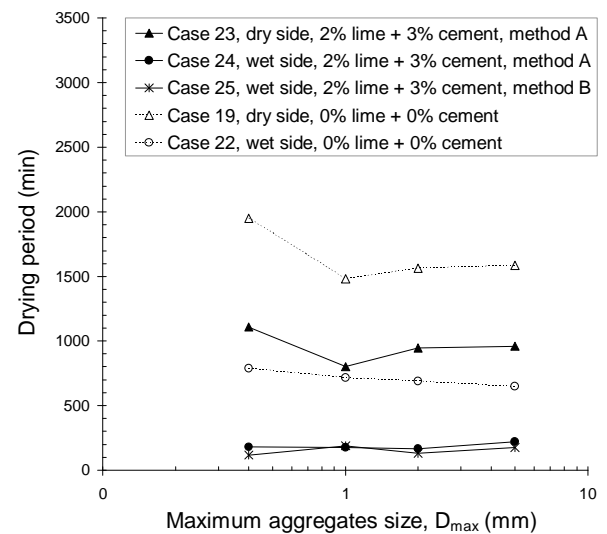 3500
3000
2500
2000
1500
1000
500
0
Drying period (min)
Case 23, dry side, 2% lime + 3% cement, method A
Case 24, wet side, 2% lime + 3% cement, method A
Case 25, wet side, 2% lime + 3% cement, method B
Case 19, dry side, 0% lime + 0% cement
Case 22, wet side, 0% lime + 0% cement
0 1 10
Maximum aggregates size, Dmax (mm)